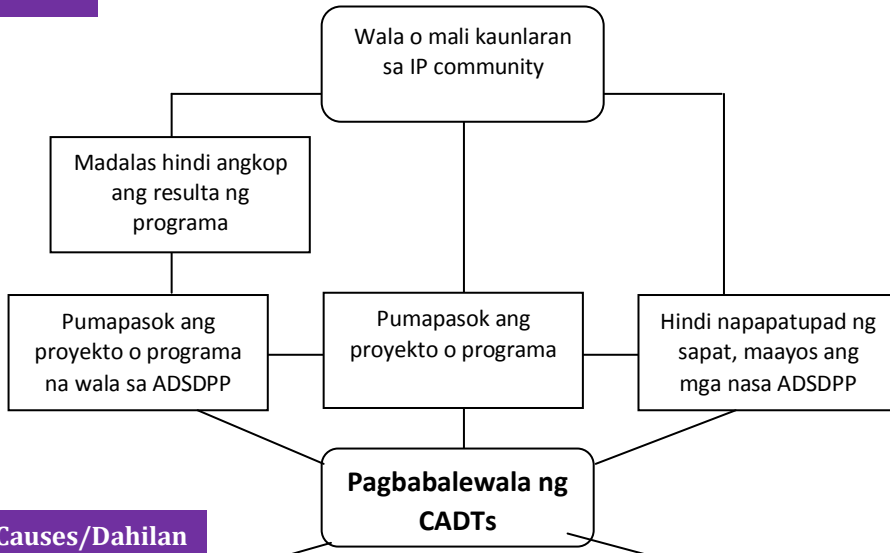 Wala o mali kaunlaran
sa IP community
Madalas hindi angkop
ang resulta ng
programa
Pumapasok ang
proyekto o programa
na wala sa ADSDPP
Pumapasok ang
proyekto o programa
Hindi napapatupad ng
sapat, maayos ang
mga nasa ADSDPP
Pagbabalewala ng
CADTs
Causes/Dahilan